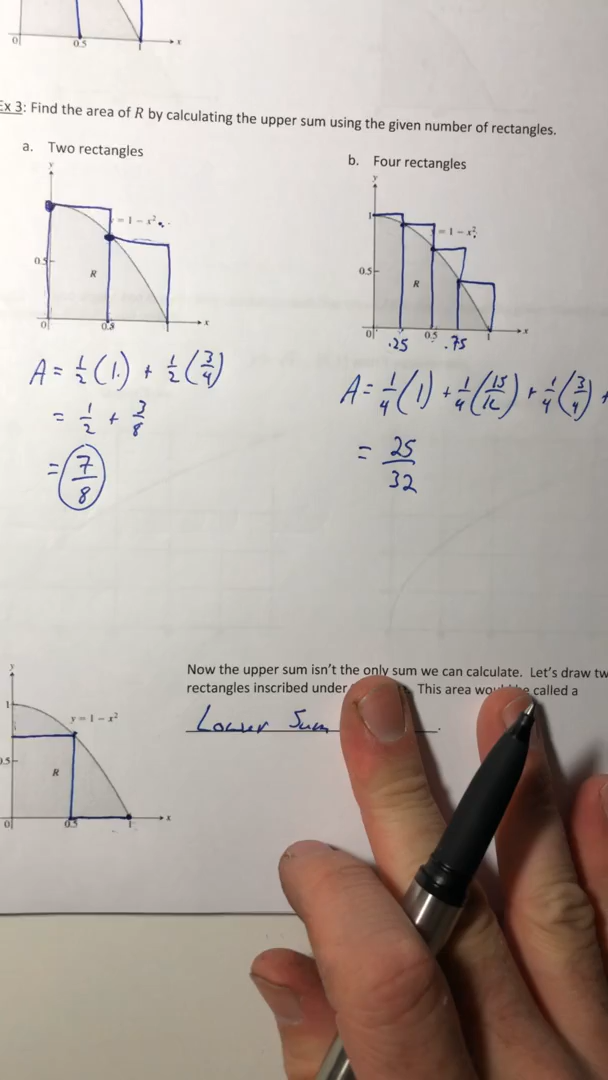 0 0.5 1 x
Ex 3: Find the area of R by calculating the upper sum using the given number of rectangles.
a. Two rectangles
b. Four rectangles
y
= 1 − x²
0.5
R
0 0.5 x
y
1
= 1 − x²
0.5
R
0 0.5 1 x
.25 .75
A = 1/2 (1) + 1/2 (3/4)
= 1/2 + 3/8
= 7/8
A = 1/4 (1) + 1/4 (15/16) + 1/4 (3/4) +
= 25/32
Now the upper sum isn't the only sum we can calculate. Let's draw tw
rectangles inscribed under This area would be called a
Lower Sum
y
1
y = 1 − x²
0.5
R
0 0.5 1 x